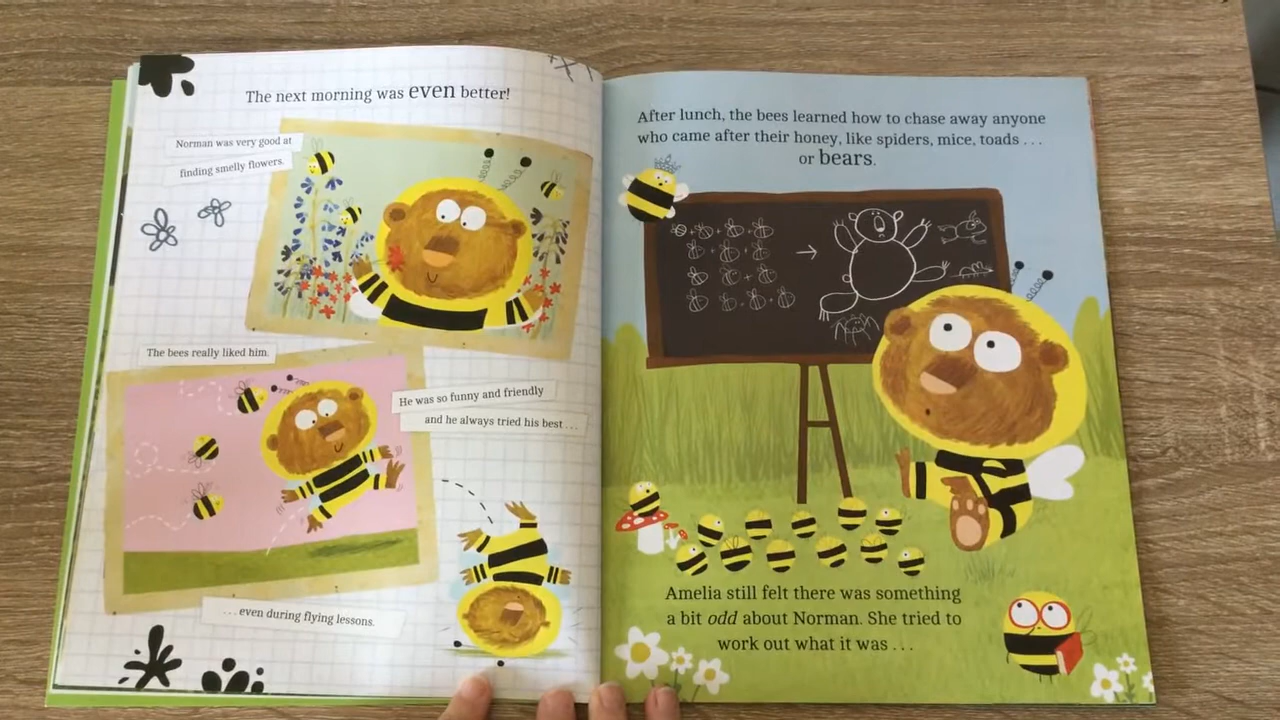 The next morning was even better!
Norman was very good at
finding smelly flowers.
The bees really liked him.
He was so funny and friendly
and he always tried his best . . .
. . . even during flying lessons.
After lunch, the bees learned how to chase away anyone
who came after their honey, like spiders, mice, toads . . .
or bears.
Amelia still felt there was something
a bit odd about Norman. She tried to
work out what it was . . .